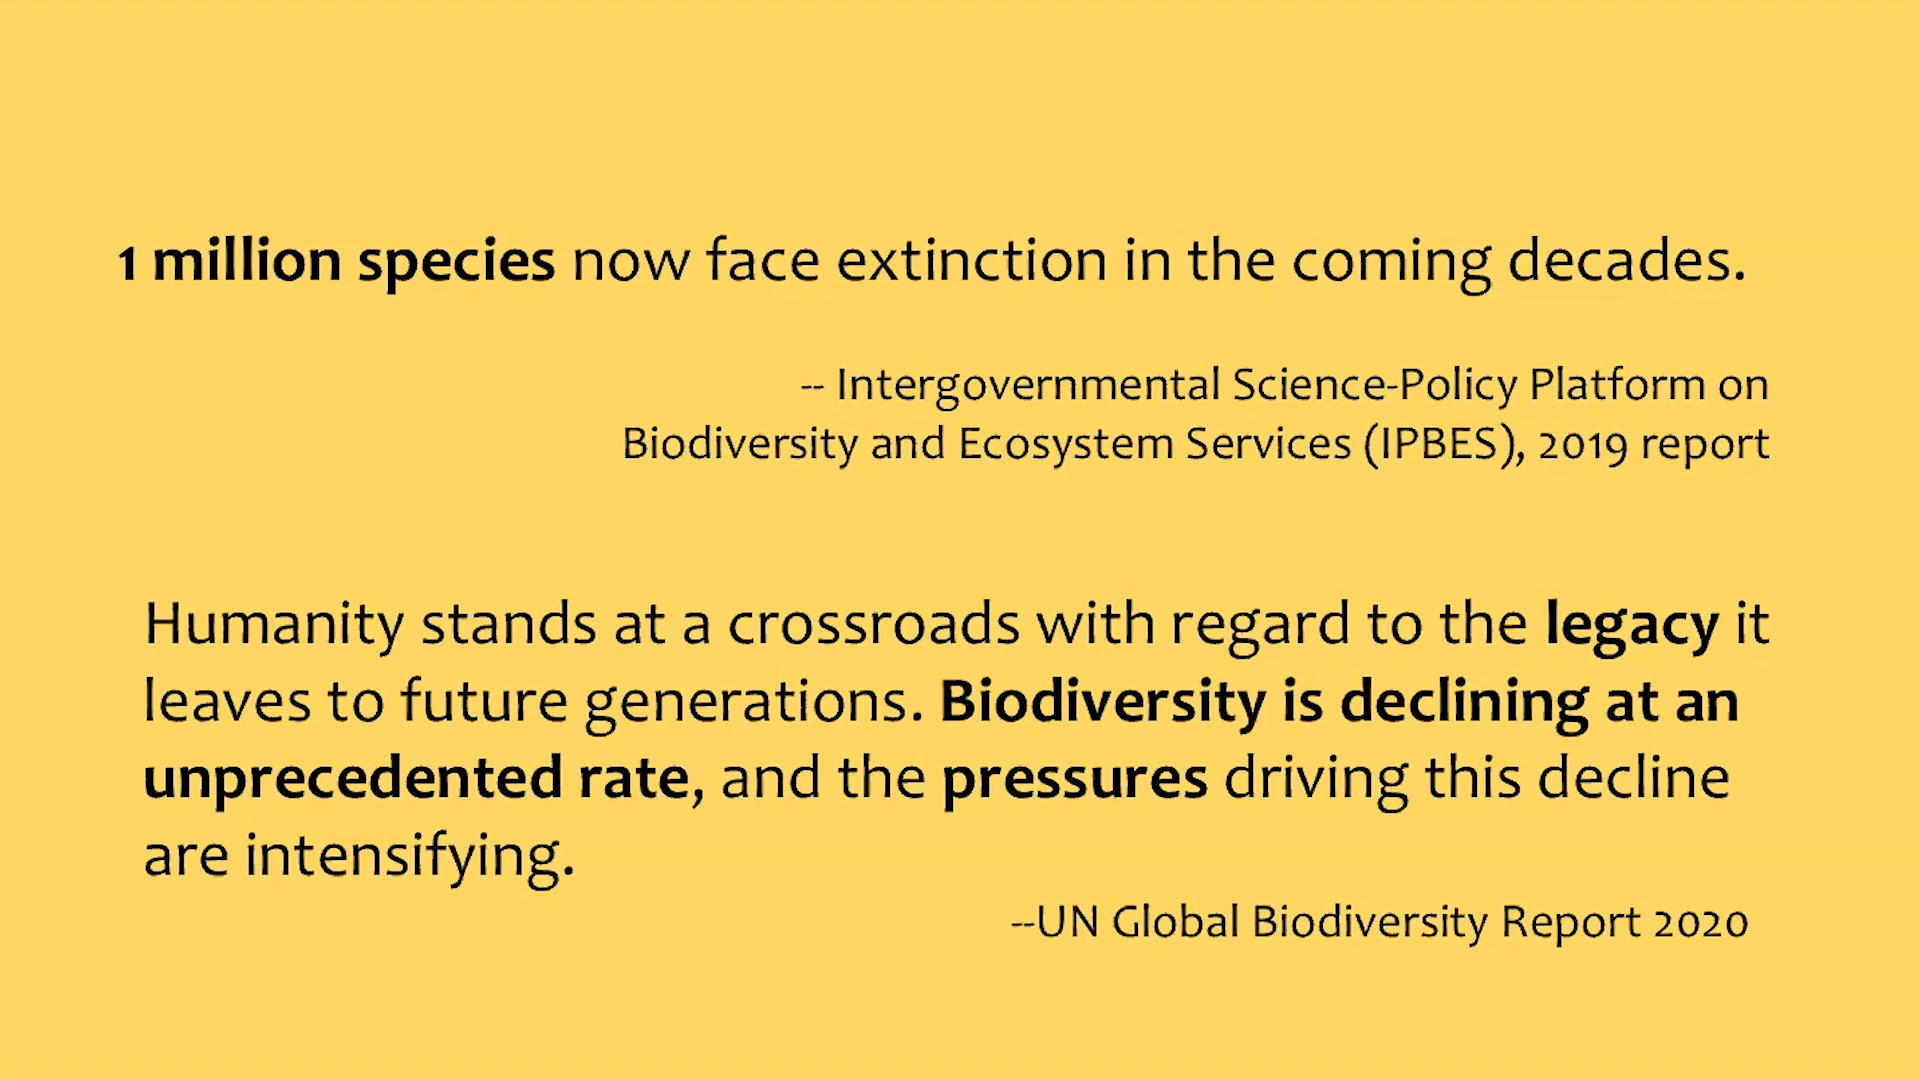 1 million species now face extinction in the coming decades.
-- Intergovernmental Science-Policy Platform on
Biodiversity and Ecosystem Services (IPBES), 2019 report
Humanity stands at a crossroads with regard to the legacy it
leaves to future generations. Biodiversity is declining at an
unprecedented rate, and the pressures driving this decline
are intensifying.
--UN Global Biodiversity Report 2020